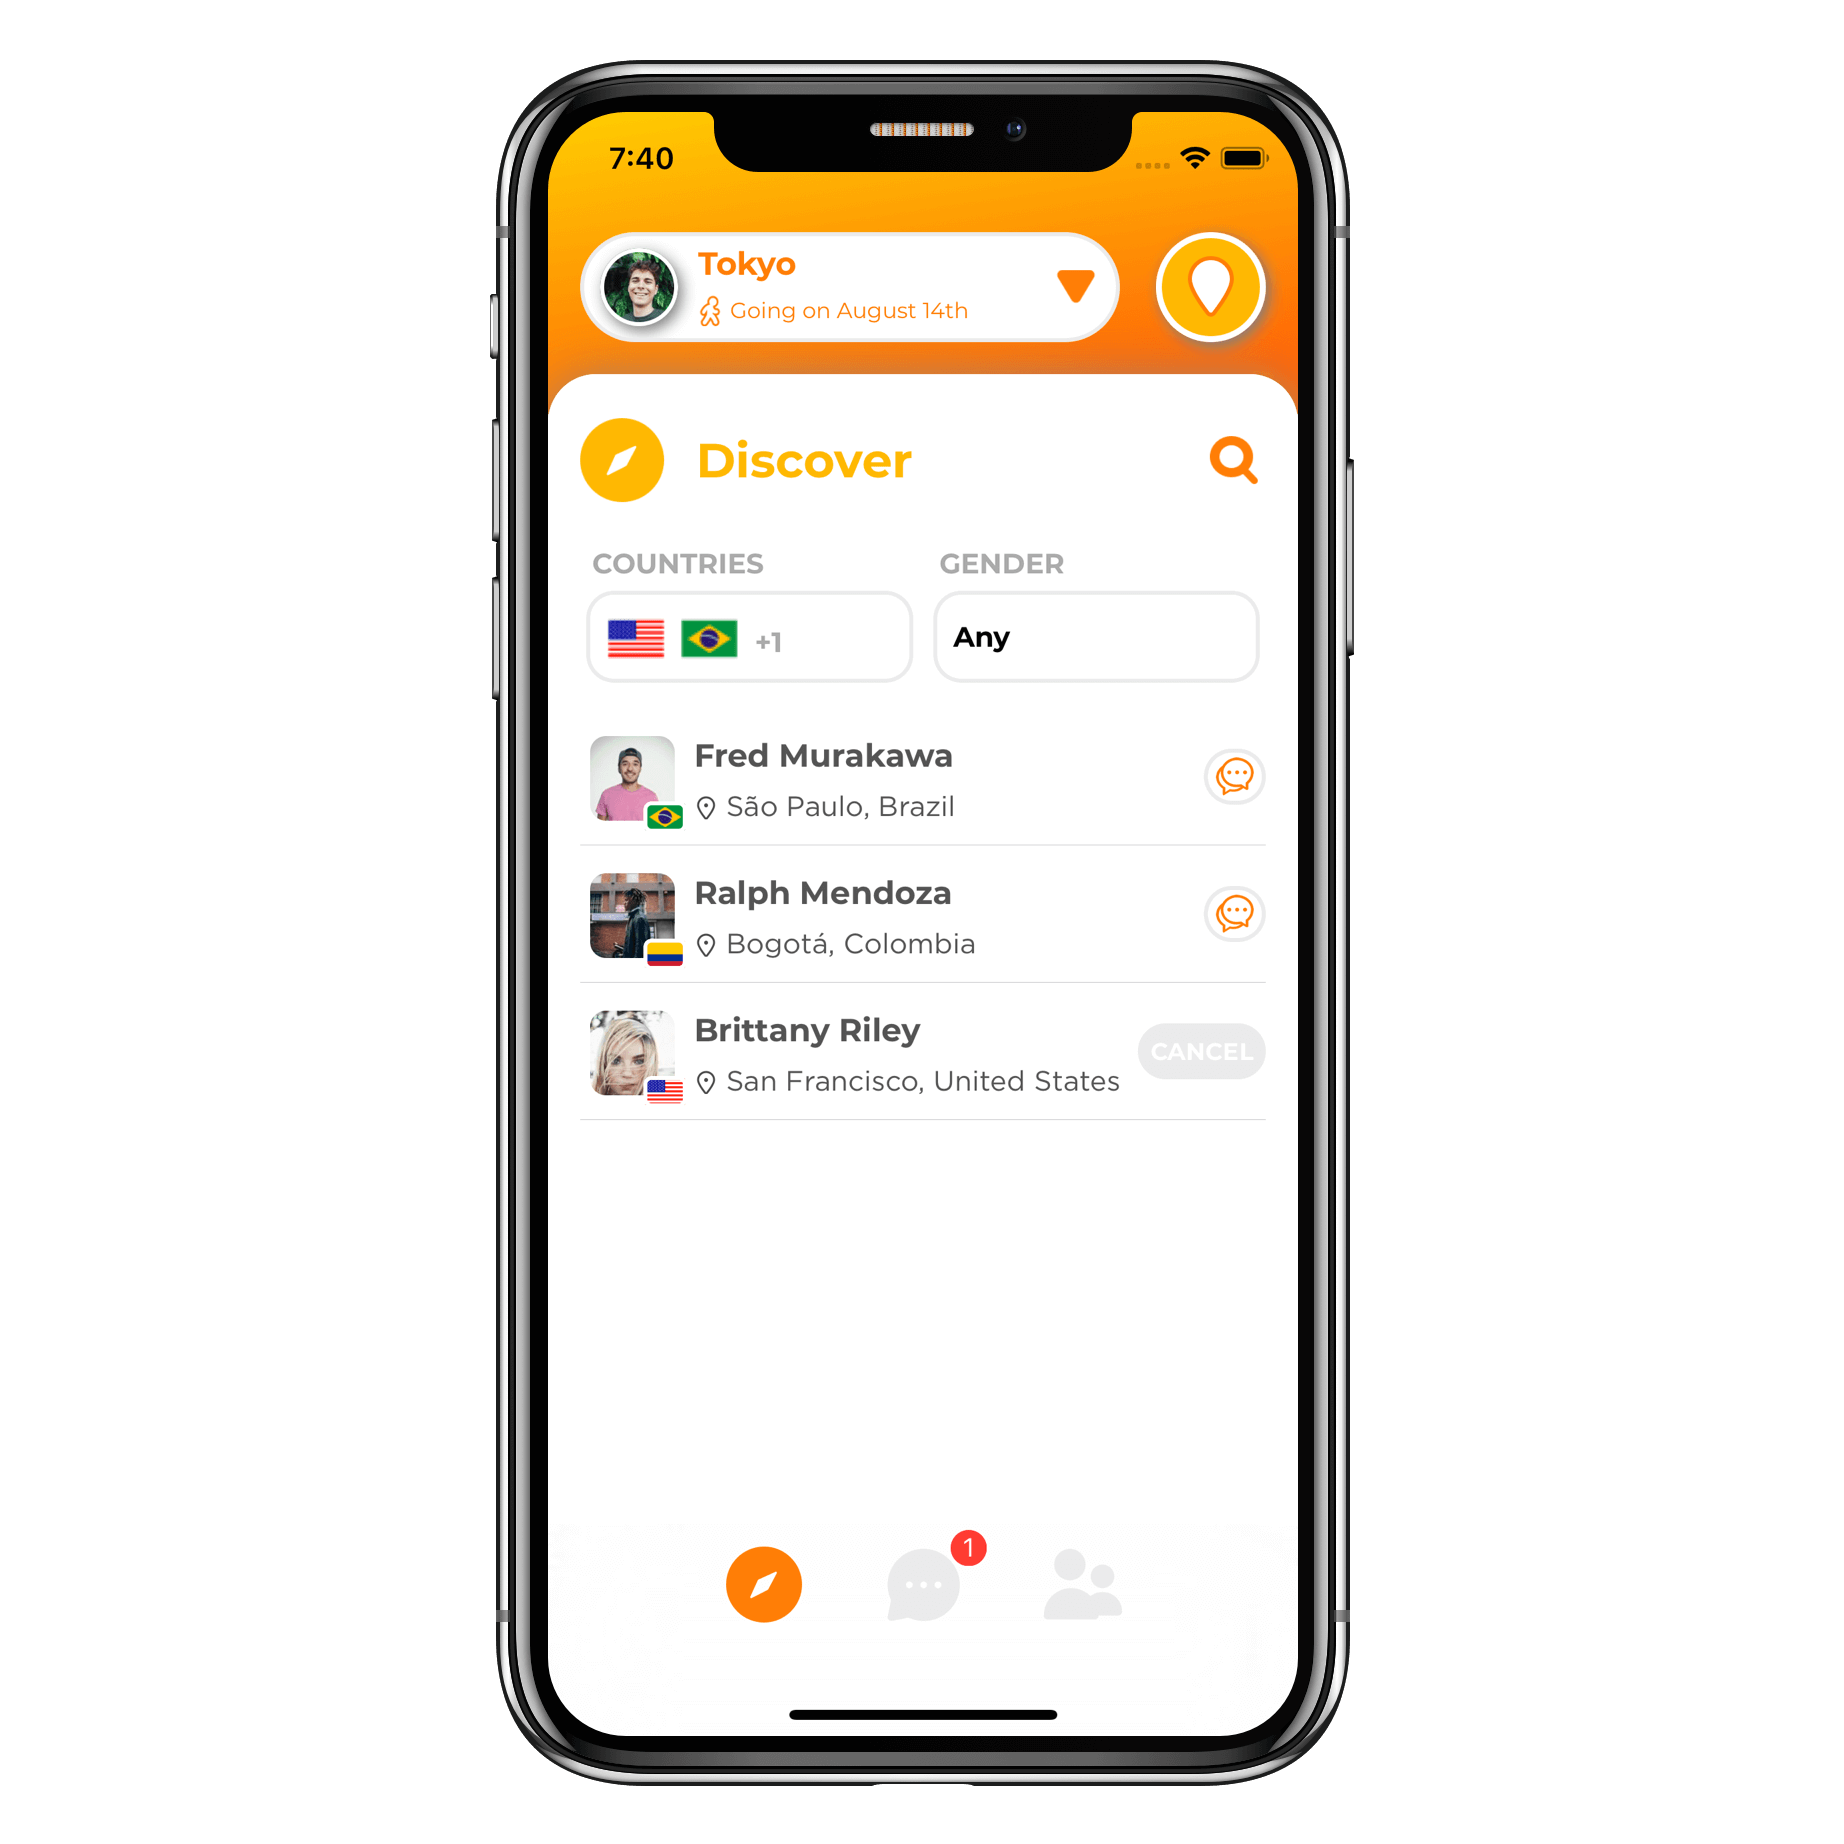 7:40
Tokyo
Going on August 14th
Discover
COUNTRIES
GENDER
+1
Any
Fred Murakawa
São Paulo, Brazil
Ralph Mendoza
Bogotá, Colombia
Brittany Riley
San Francisco, United States
CANCEL
1